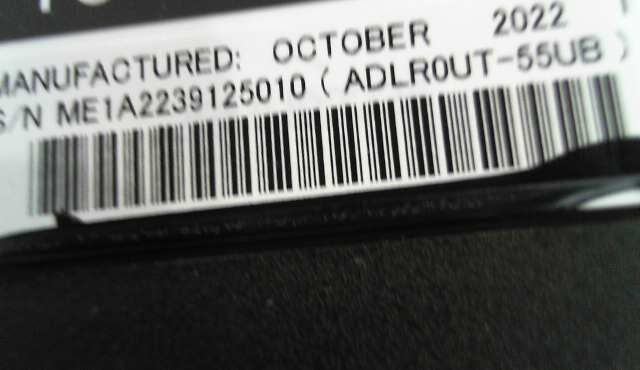 MANUFACTURED: OCTOBER 2022
S/N ME1A2239125010 ( ADLR0UT-55UB )